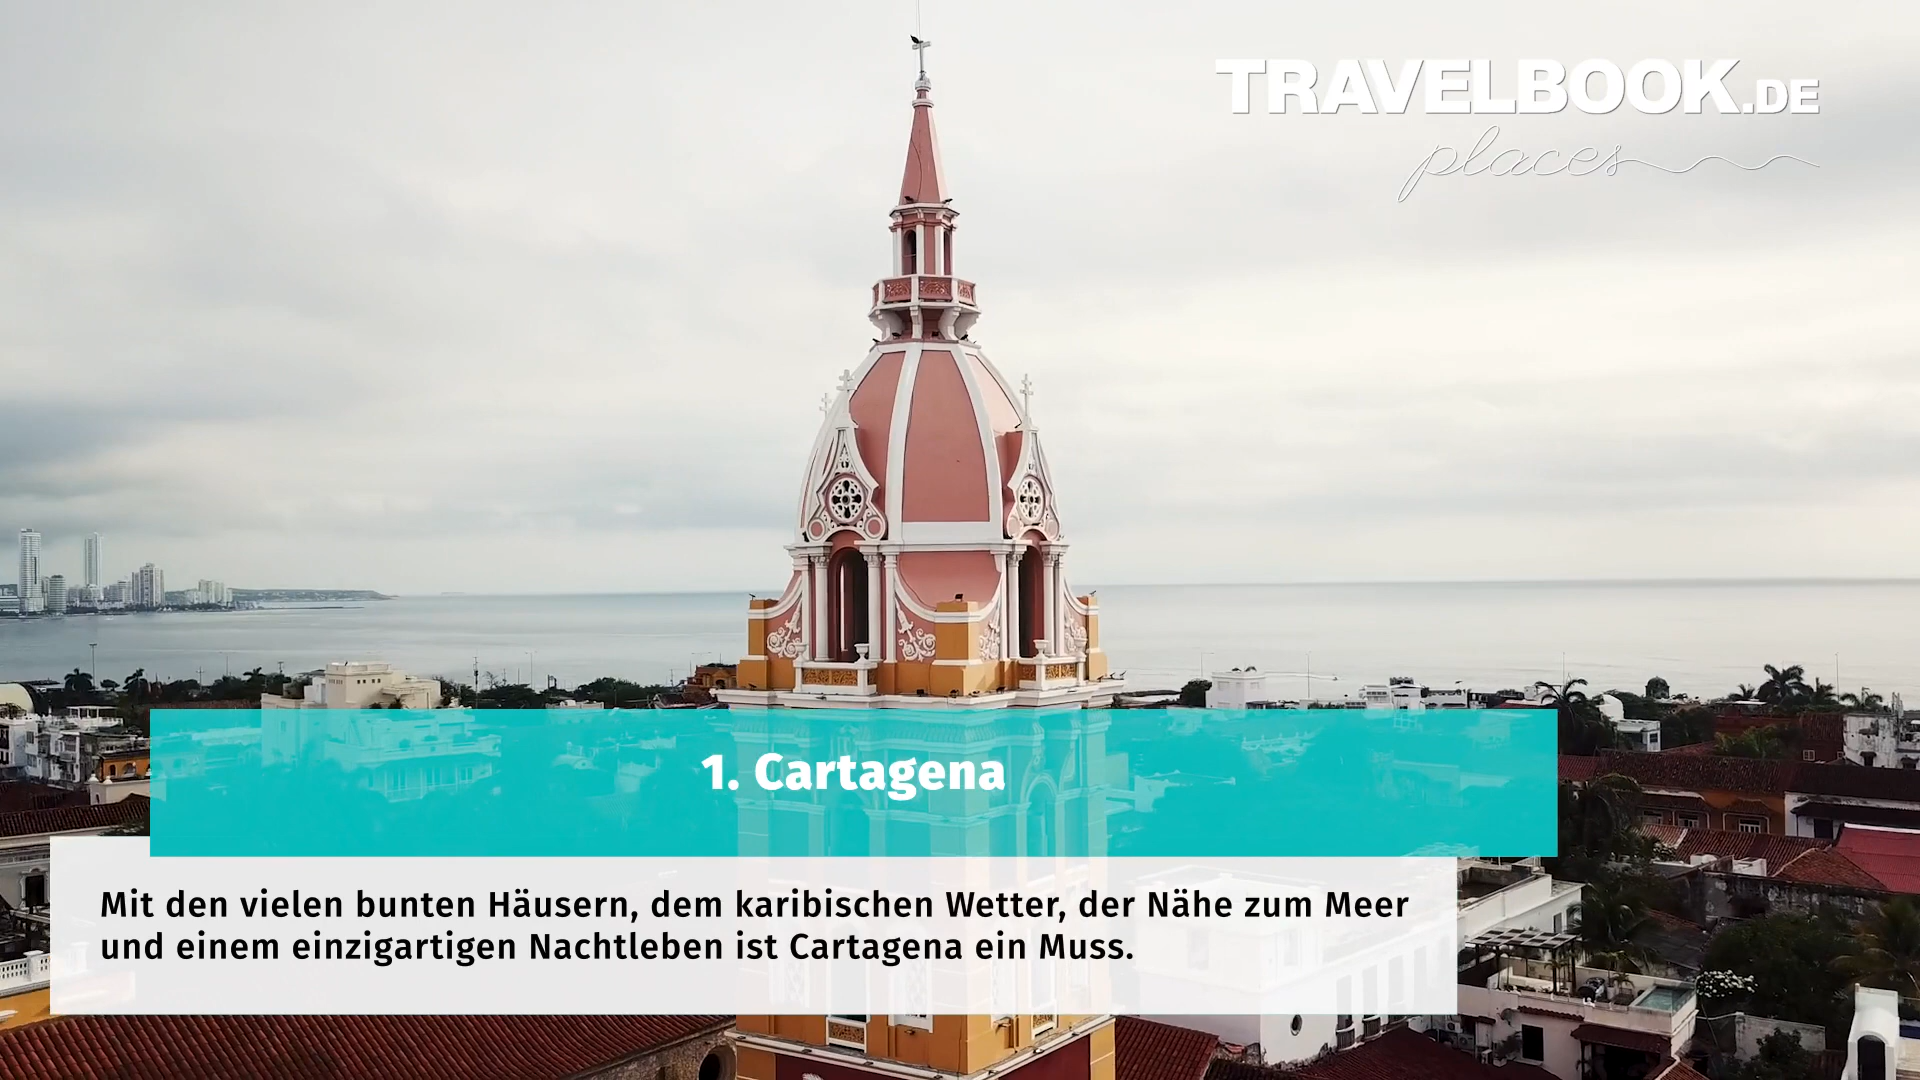 TRAVELBOOK.DE
places
1. Cartagena
Mit den vielen bunten Häusern, dem karibischen Wetter, der Nähe zum Meer
und einem einzigartigen Nachtleben ist Cartagena ein Muss.